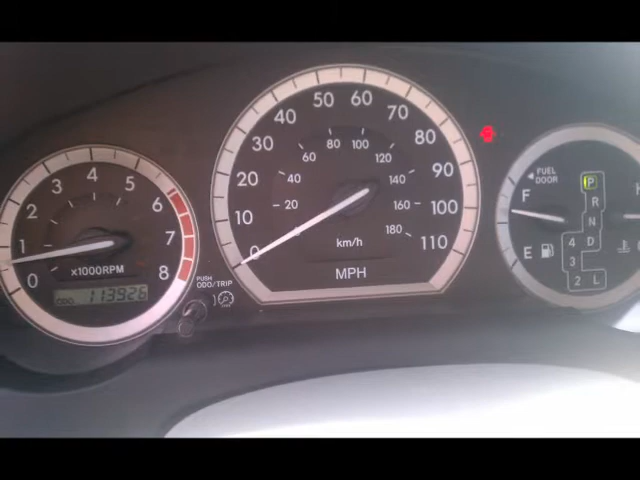 0 1 2 3 4 5 6 7 8
x1000RPM
ODO 113926
PUSH
ODO/TRIP
0 10 20 30 40 50 60 70 80 90 100 110
20 40 60 80 100 120 140 160 180
km/h
MPH
FUEL
DOOR
F
E
P
R
N
4 D
3
2 L
H